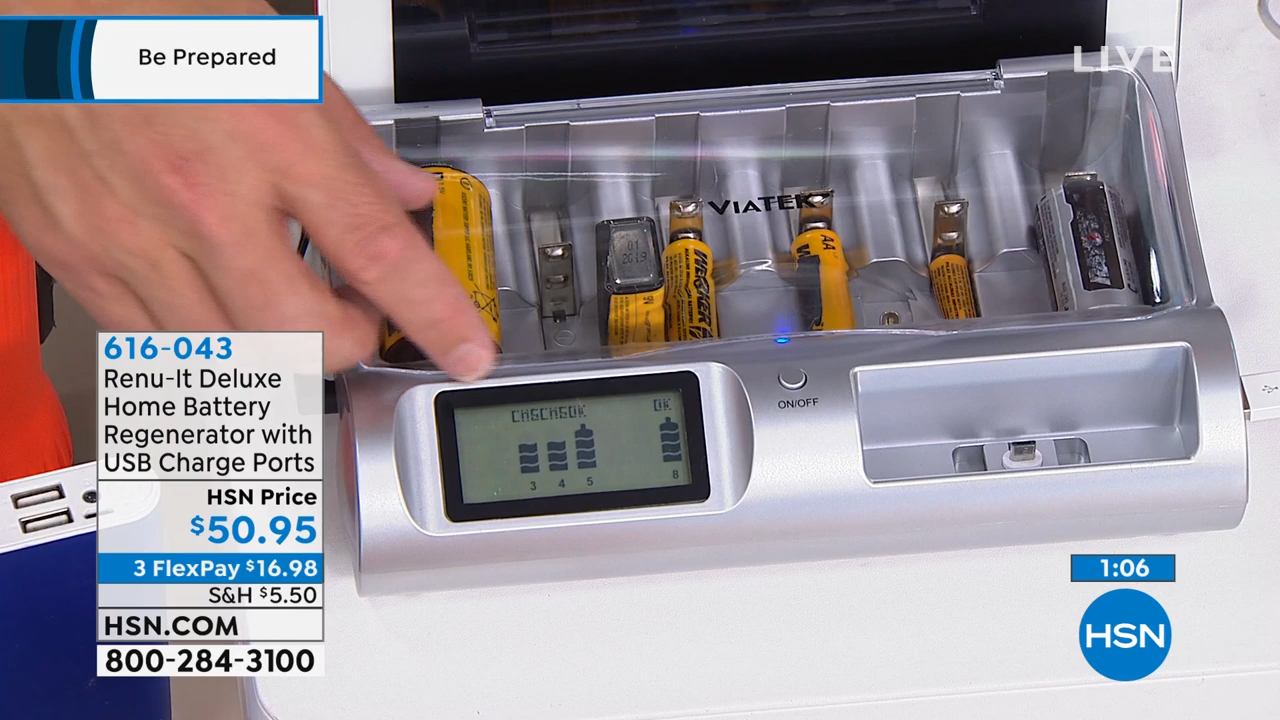 Be Prepared
LIVE
VIATEK
01
2019
AA
ON/OFF
OK
3 4 5 8
616-043
Renu-It Deluxe
Home Battery
Regenerator with
USB Charge Ports
HSN Price
$50.95
3 FlexPay $16.98
S&H $5.50
HSN.COM
800-284-3100
1:06
HSN